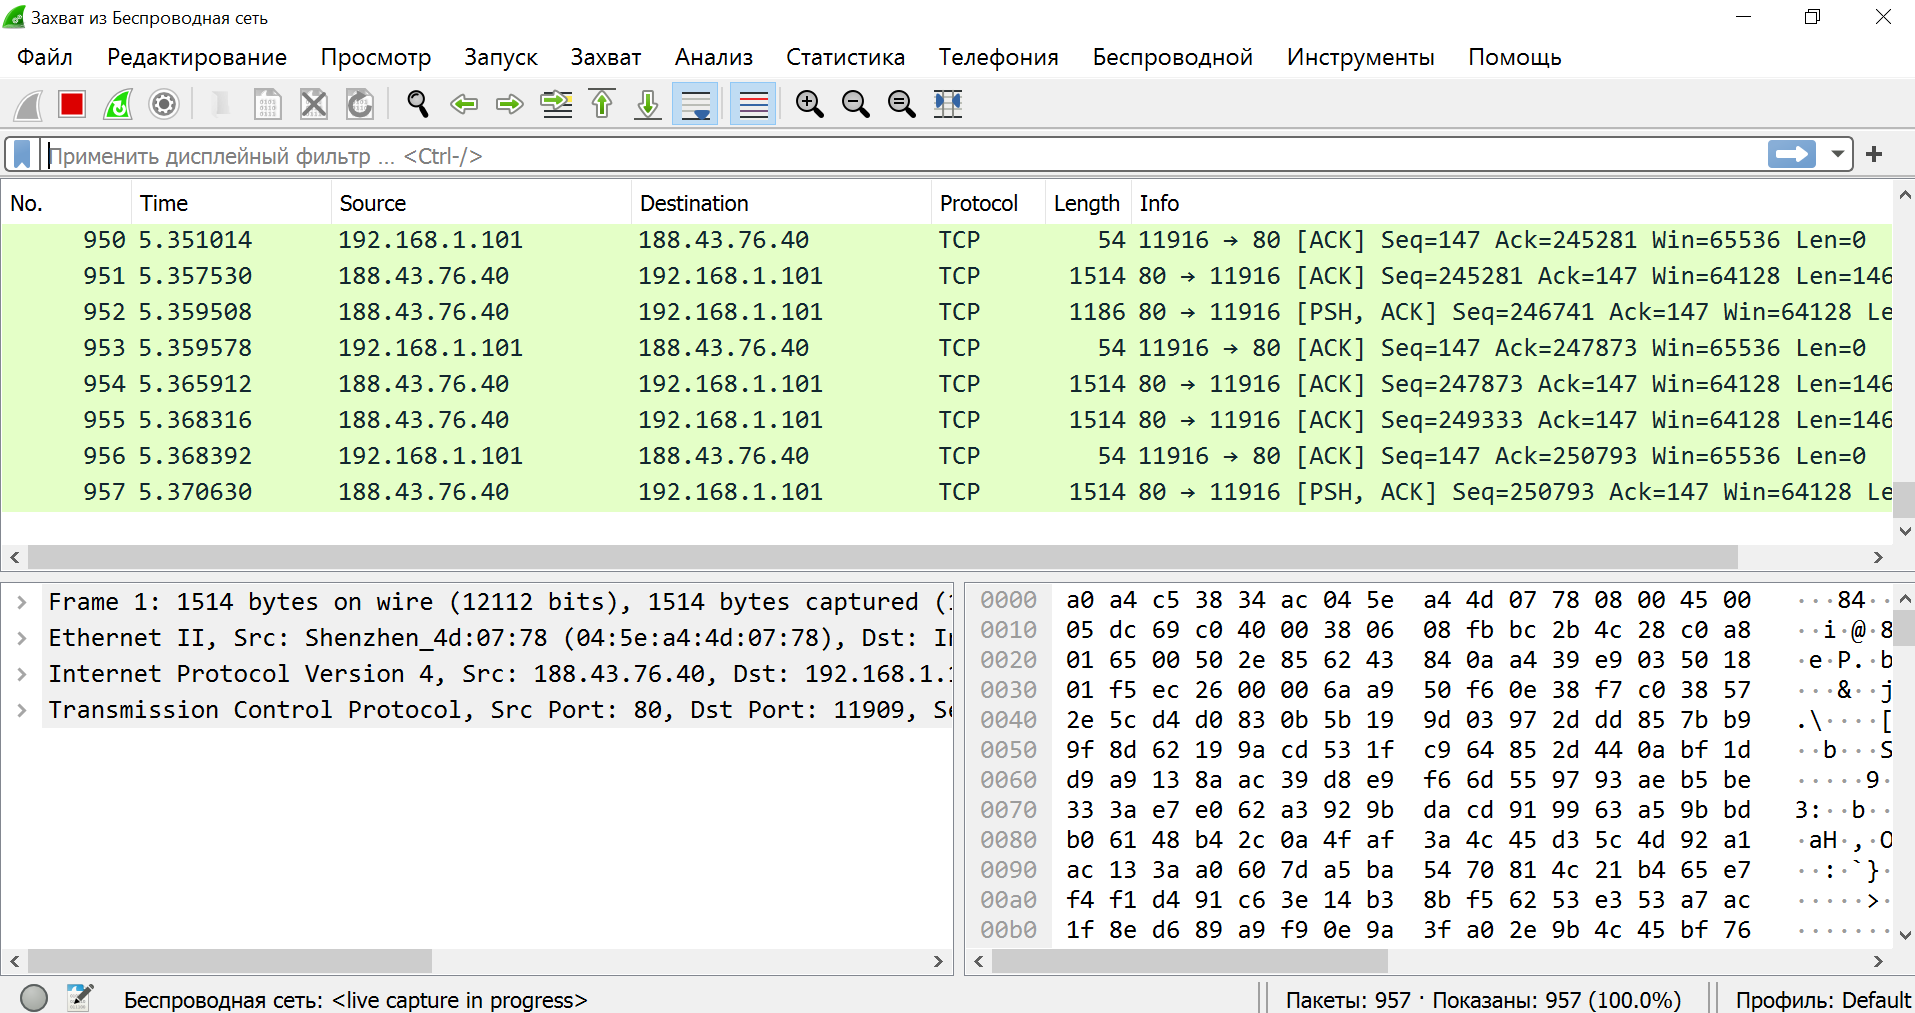 Захват из Беспроводная сеть
Файл Редактирование Просмотр Запуск Захват Анализ Статистика Телефония Беспроводной Инструменты Помощь
Применить дисплейный фильтр ... <Ctrl-/>
No. Time Source Destination Protocol Length Info
950 5.351014 192.168.1.101 188.43.76.40 TCP 54 11916 → 80 [ACK] Seq=147 Ack=245281 Win=65536 Len=0
951 5.357530 188.43.76.40 192.168.1.101 TCP 1514 80 → 11916 [ACK] Seq=245281 Ack=147 Win=64128 Len=146
952 5.359508 188.43.76.40 192.168.1.101 TCP 1186 80 → 11916 [PSH, ACK] Seq=246741 Ack=147 Win=64128 Le
953 5.359578 192.168.1.101 188.43.76.40 TCP 54 11916 → 80 [ACK] Seq=147 Ack=247873 Win=65536 Len=0
954 5.365912 188.43.76.40 192.168.1.101 TCP 1514 80 → 11916 [ACK] Seq=247873 Ack=147 Win=64128 Len=146
955 5.368316 188.43.76.40 192.168.1.101 TCP 1514 80 → 11916 [ACK] Seq=249333 Ack=147 Win=64128 Len=146
956 5.368392 192.168.1.101 188.43.76.40 TCP 54 11916 → 80 [ACK] Seq=147 Ack=250793 Win=65536 Len=0
957 5.370630 188.43.76.40 192.168.1.101 TCP 1514 80 → 11916 [PSH, ACK] Seq=250793 Ack=147 Win=64128 Le
Frame 1: 1514 bytes on wire (12112 bits), 1514 bytes captured (1
Ethernet II, Src: Shenzhen_4d:07:78 (04:5e:a4:4d:07:78), Dst: In
Internet Protocol Version 4, Src: 188.43.76.40, Dst: 192.168.1.1
Transmission Control Protocol, Src Port: 80, Dst Port: 11909, Se
0000 a0 a4 c5 38 34 ac 04 5e a4 4d 07 78 08 00 45 00 ···84··
0010 05 dc 69 c0 40 00 38 06 08 fb bc 2b 4c 28 c0 a8 ··i·@·8
0020 01 65 00 50 2e 85 62 43 84 0a a4 39 e9 03 50 18 ·e·P.·b
0030 01 f5 ec 26 00 00 6a a9 50 f6 0e 38 f7 c0 38 57 ···&··j
0040 2e 5c d4 d0 83 0b 5b 19 9d 03 97 2d dd 85 7b b9 .\····[
0050 9f 8d 62 19 9a cd 53 1f c9 64 85 2d 44 0a bf 1d ··b···S
0060 d9 a9 13 8a ac 39 d8 e9 f6 6d 55 97 93 ae b5 be ·····9·
0070 33 3a e7 e0 62 a3 92 9b da cd 91 99 63 a5 9b bd 3:··b··
0080 b0 61 48 b4 2c 0a 4f af 3a 4c 45 d3 5c 4d 92 a1 ·aH·,·O
0090 ac 13 3a a0 60 7d a5 ba 54 70 81 4c 21 b4 65 e7 ··:·`}·
00a0 f4 f1 d4 91 c6 3e 14 b3 8b f5 62 53 e3 53 a7 ac ·····>·
00b0 1f 8e d6 89 a9 f9 0e 9a 3f a0 2e 9b 4c 45 bf 76 ·······
Беспроводная сеть: <live capture in progress> Пакеты: 957 · Показаны: 957 (100.0%) Профиль: Default